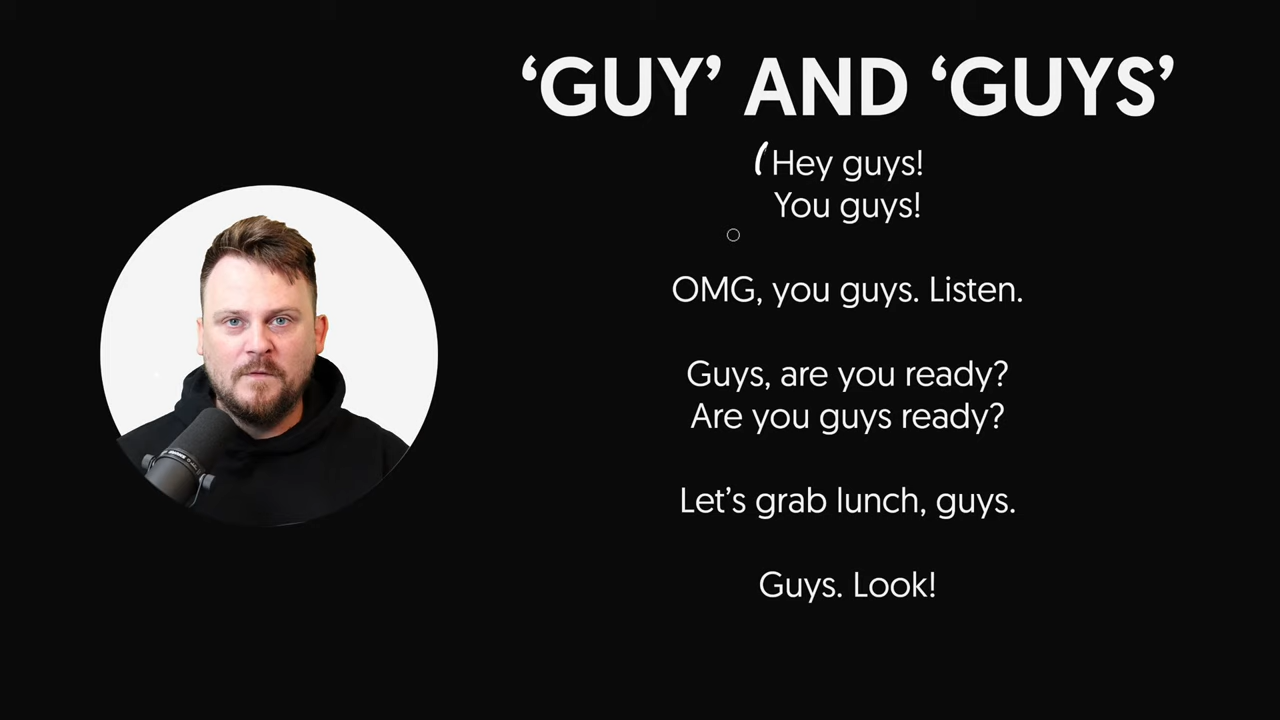 ‘GUY’ AND ‘GUYS’
Hey guys!
You guys!
OMG, you guys. Listen.
Guys, are you ready?
Are you guys ready?
Let’s grab lunch, guys.
Guys. Look!